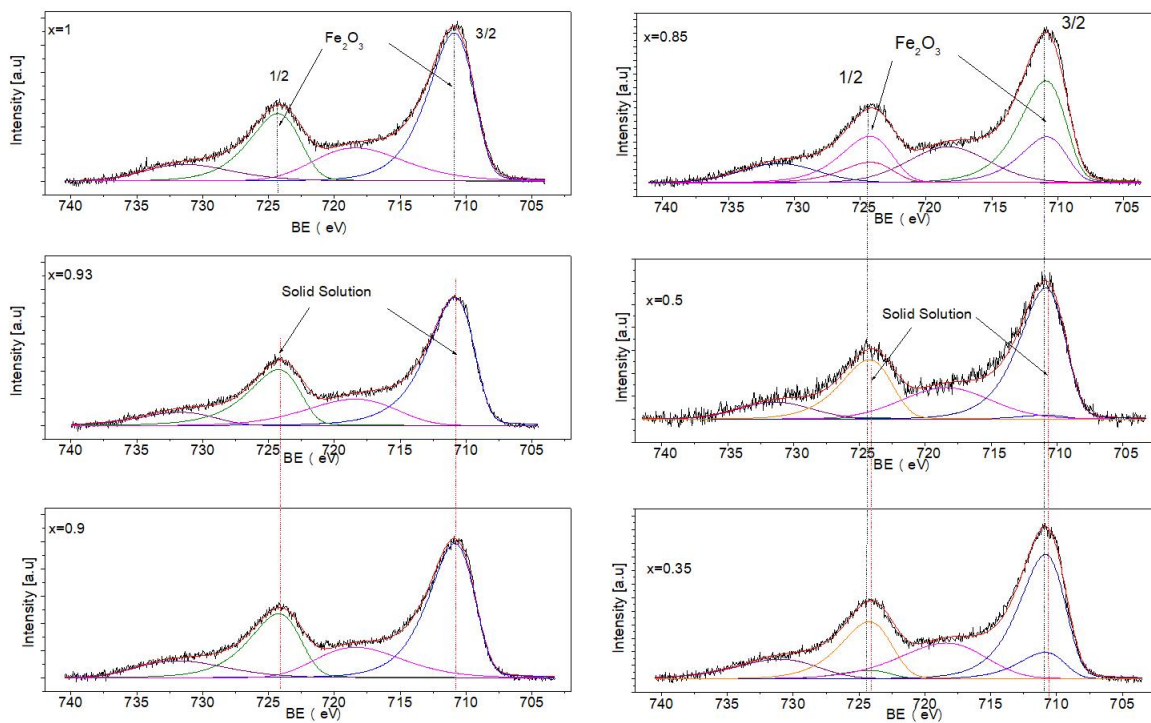 x=1
Fe₂O₃
3/2
1/2
Intensity [a.u]
740 735 730 725 720 715 710 705
BE ( eV)
x=0.85
Fe₂O₃
3/2
1/2
Intensity [a.u]
740 735 730 725 720 715 710 705
BE ( eV)
x=0.93
Solid Solution
Intensity [a.u]
740 735 730 725 720 715 710 705
BE ( eV)
x=0.5
Solid Solution
Intensity [a.u]
740 735 730 725 720 715 710 705
BE ( eV)
x=0.9
Intensity [a.u]
740 735 730 725 720 715 710 705
BE ( eV)
x=0.35
Intensity [a.u]
740 735 730 725 720 715 710 705
BE ( eV)